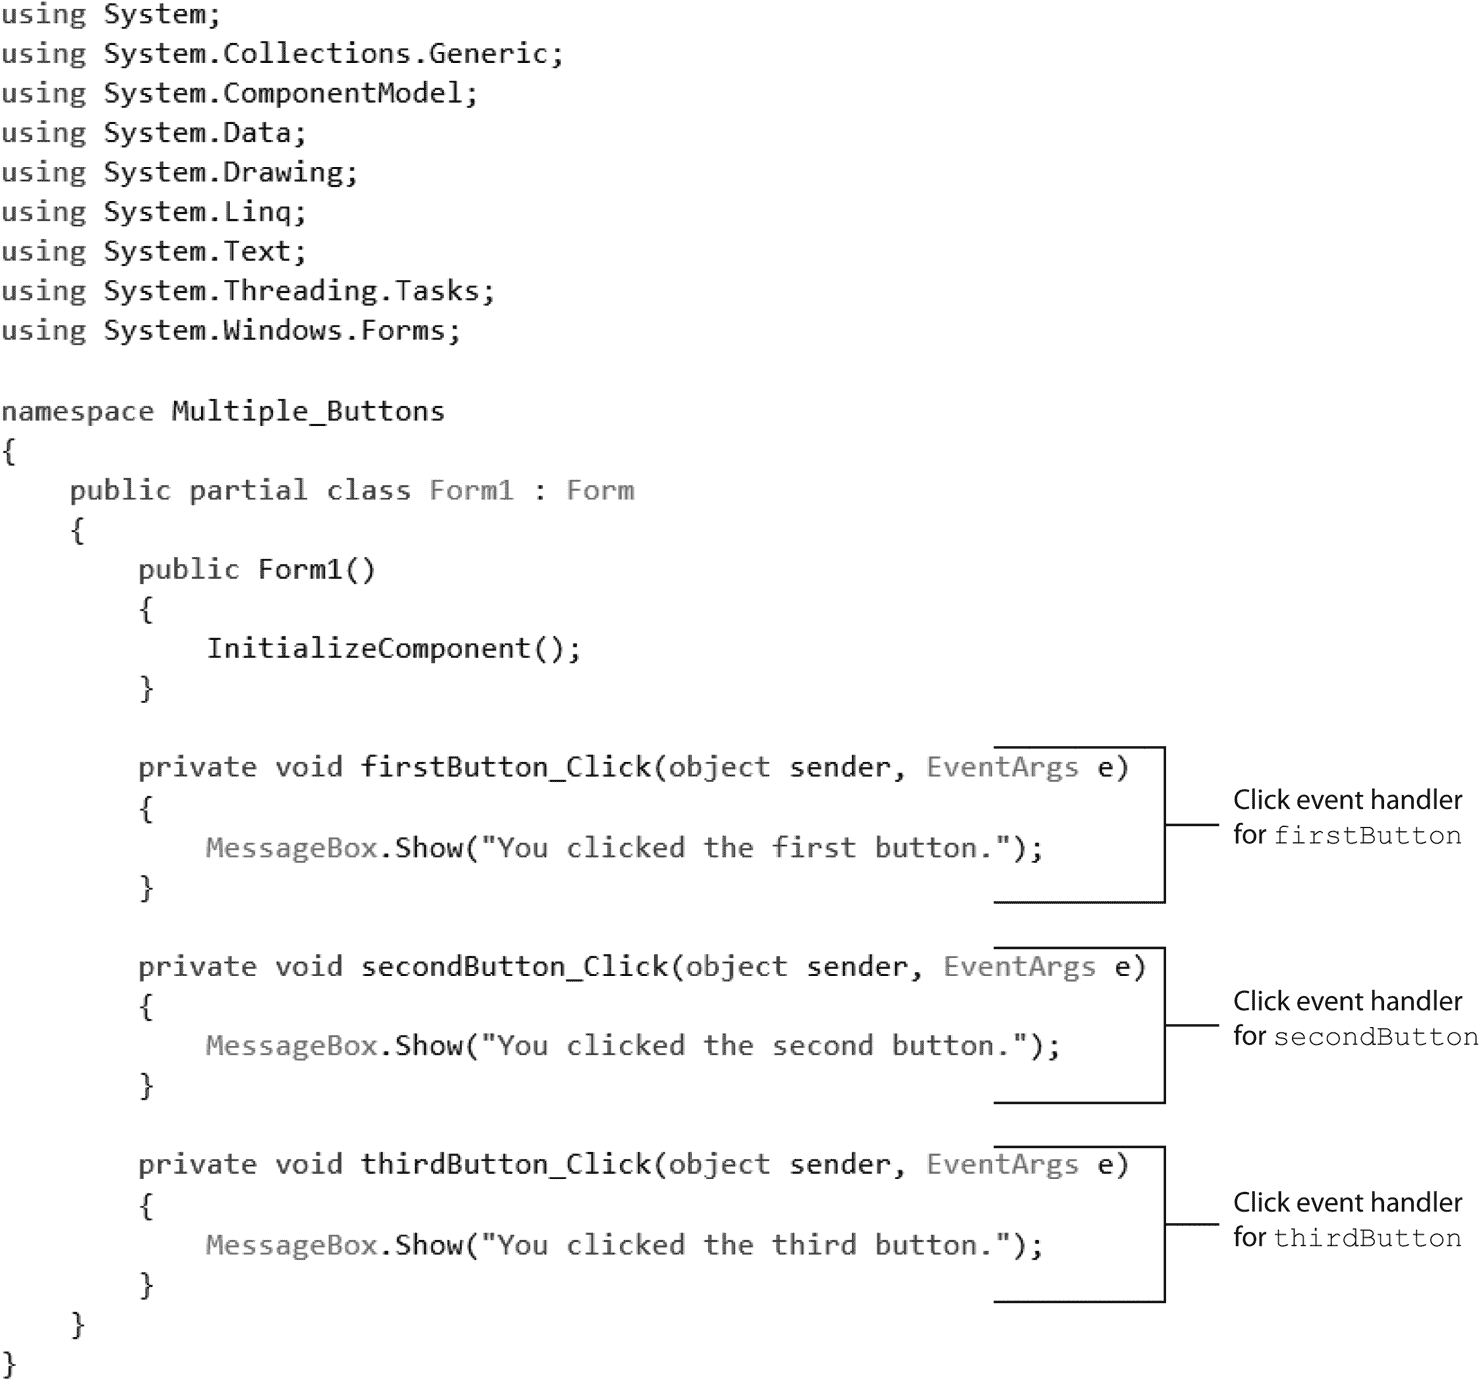 using System;
using System.Collections.Generic;
using System.ComponentModel;
using System.Data;
using System.Drawing;
using System.Linq;
using System.Text;
using System.Threading.Tasks;
using System.Windows.Forms;
namespace Multiple_Buttons
{
public partial class Form1 : Form
{
public Form1()
{
InitializeComponent();
}
private void firstButton_Click(object sender, EventArgs e)
{
MessageBox.Show("You clicked the first button.");
}
Click event handler
for firstButton
private void secondButton_Click(object sender, EventArgs e)
{
MessageBox.Show("You clicked the second button.");
}
Click event handler
for secondButton
private void thirdButton_Click(object sender, EventArgs e)
{
MessageBox.Show("You clicked the third button.");
}
Click event handler
for thirdButton
}
}